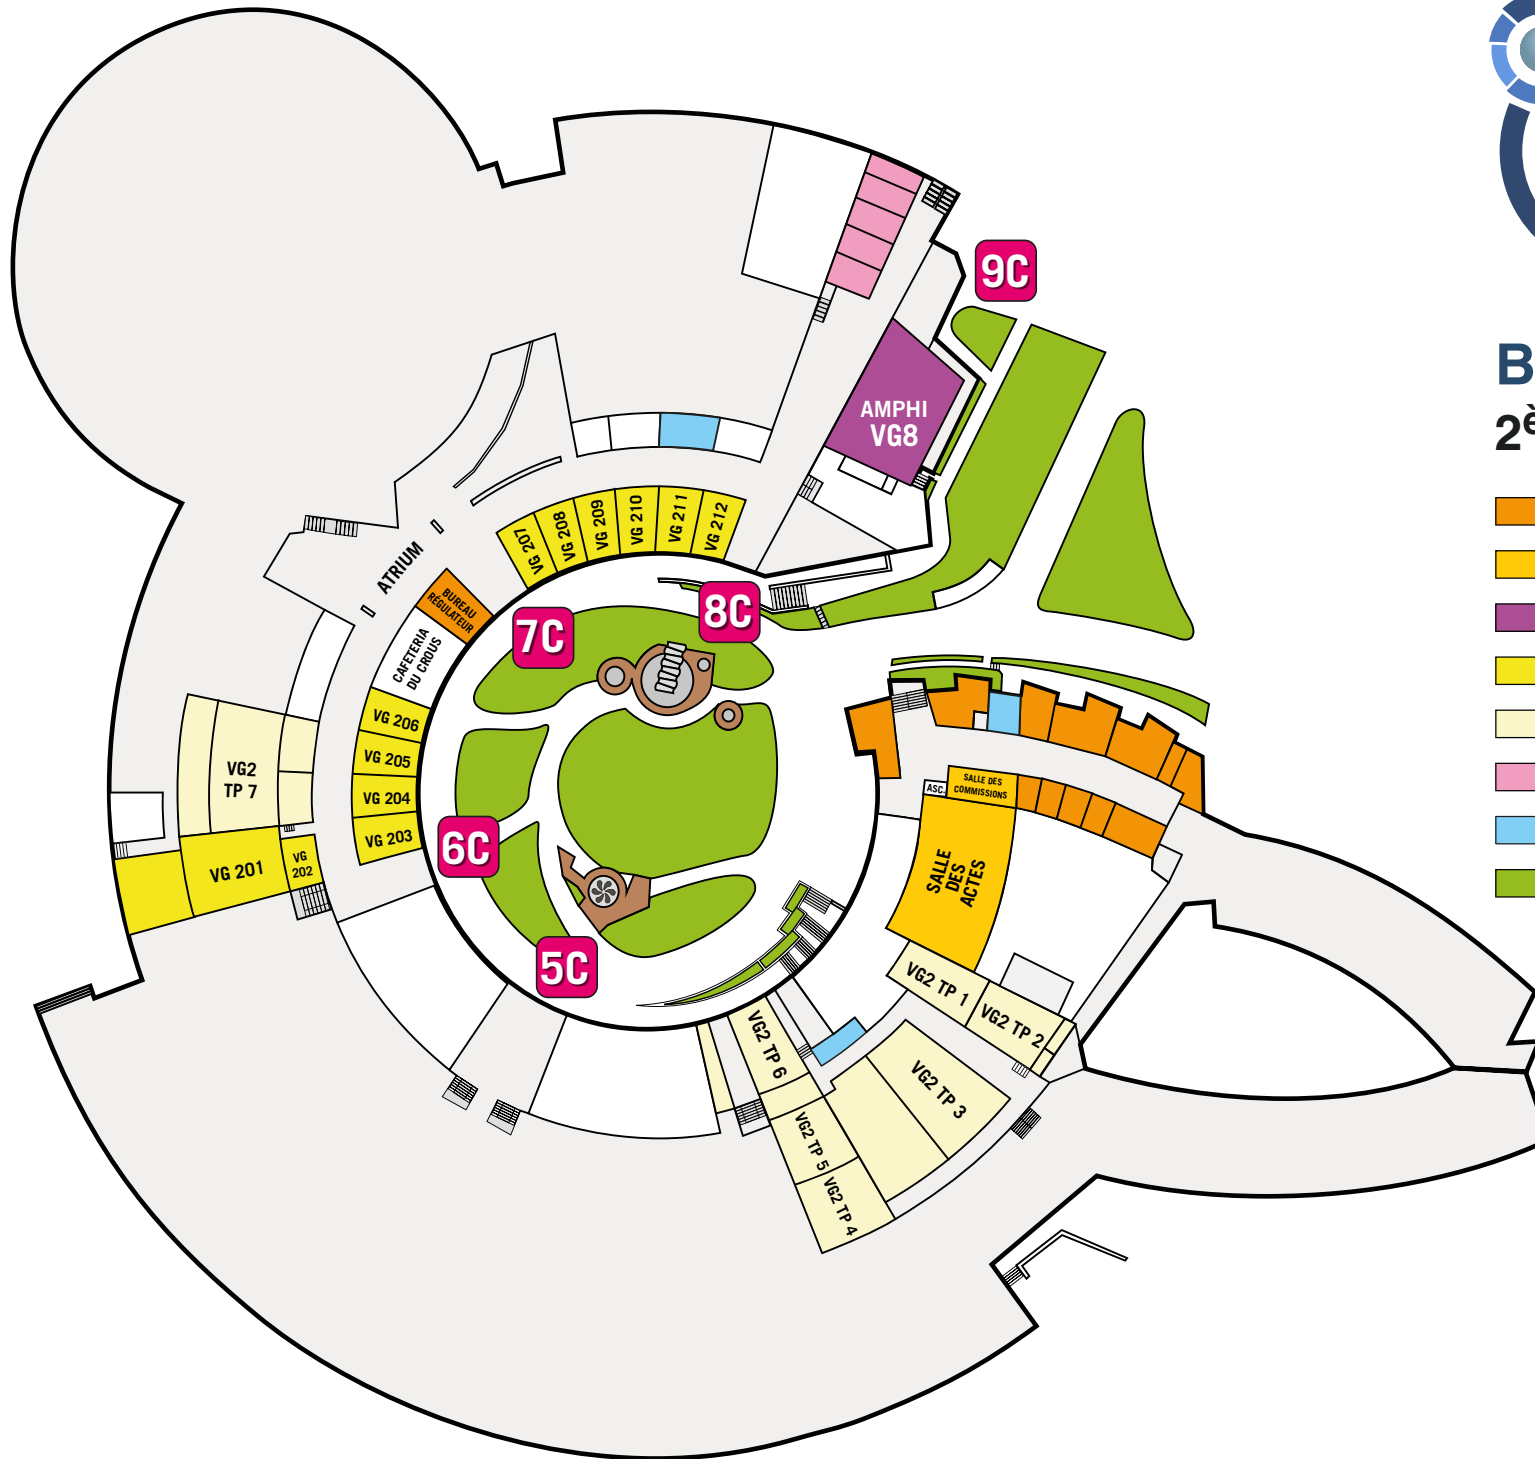 9C
B
2è
AMPHI
VG8
VG 207
VG 208
VG 209
VG 210
VG 211
VG 212
ATRIUM
BUREAU
RÉGULATEUR
CAFETERIA
DU CROUS
8C
7C
VG 206
VG 205
VG 204
VG 203
VG2
TP 7
VG 201
VG
202
6C
5C
ASC.
SALLE DES
COMMISSIONS
SALLE
DES
ACTES
VG2 TP 1
VG2 TP 2
VG2 TP 3
VG2 TP 6
VG2 TP 5
VG2 TP 4